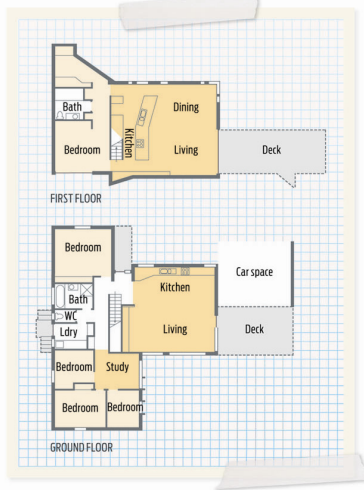 Bath
Dining
Kitchen
Bedroom
Living
Deck
FIRST FLOOR
Bedroom
Car space
Kitchen
Bath
WC
Ldry
Living
Deck
Bedroom
Study
Bedroom
Bedroom
GROUND FLOOR